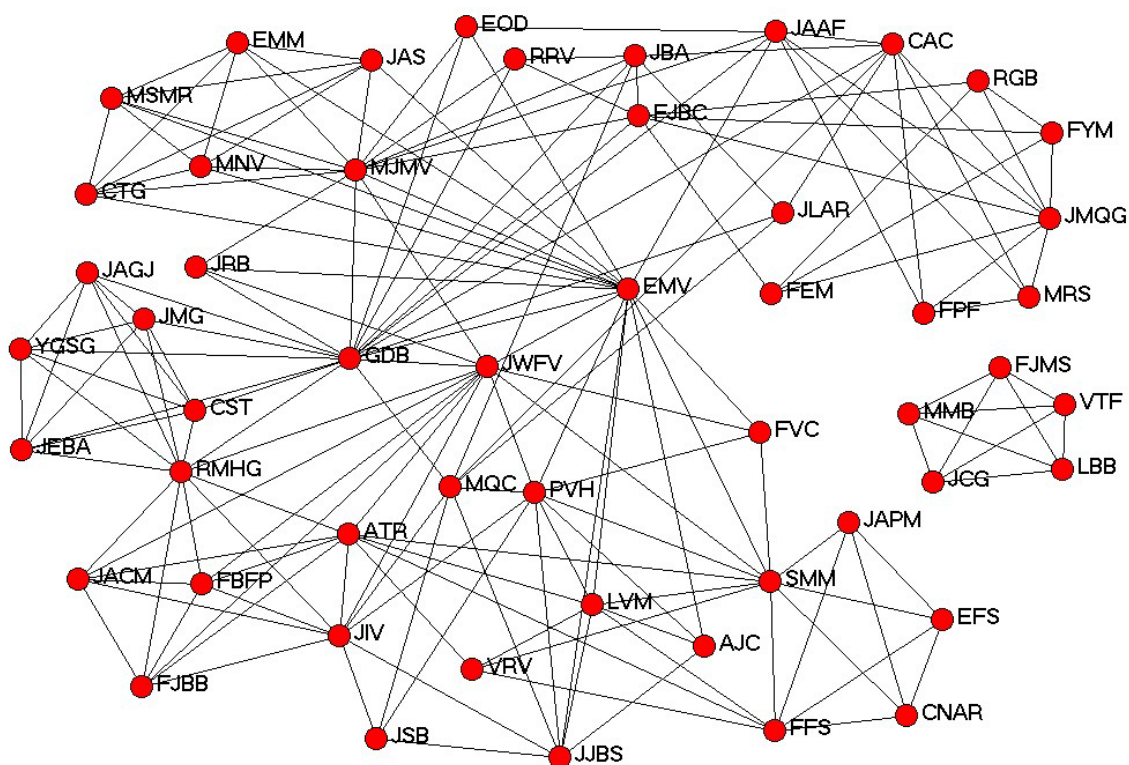 EOD
JAAF
EMM
CAC
JAS
RRV
JBA
RGB
MSMR
FJBC
FYM
MNV
MJMV
CTG
JLAR
JMQG
JRB
JAGJ
EMV
FEM
MRS
FPF
JMG
YGSG
GDB
JWFV
FJMS
CST
VTF
MMB
FVC
JEBA
RMHG
LBB
JCG
MQC
PVH
JAPM
ATR
JACM
FBFP
SMM
LVM
EFS
JIV
AJC
VRV
FJBB
CNAR
FFS
JSB
JJBS